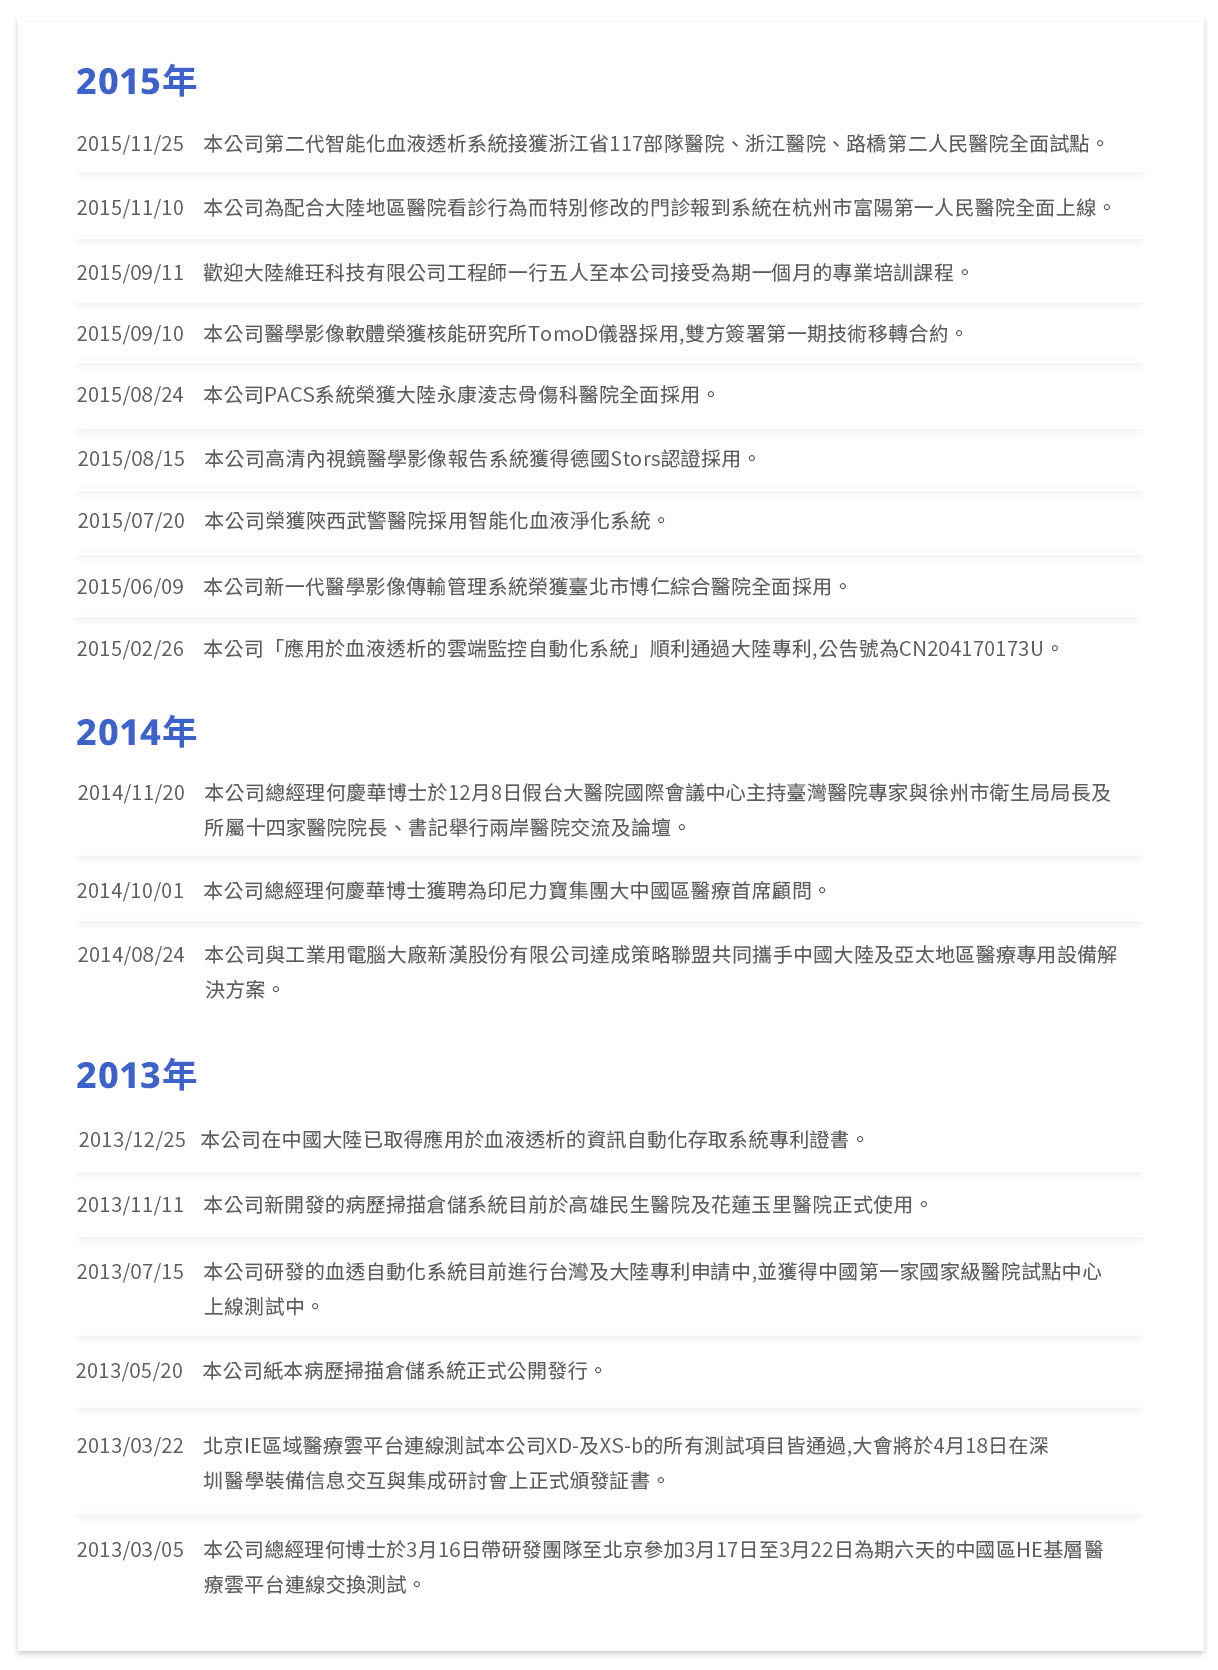 2015年
2015/11/25 本公司第二代智能化血液透析系統接獲浙江省117部隊醫院、浙江醫院、路橋第二人民醫院全面試點。
2015/11/10 本公司為配合大陸地區醫院看診行為而特別修改的門診報到系統在杭州市富陽第一人民醫院全面上線。
2015/09/11 歡迎大陸維玨科技有限公司工程師一行五人至本公司接受為期一個月的專業培訓課程。
2015/09/10 本公司醫學影像軟體榮獲核能研究所TomoD儀器採用,雙方簽署第一期技術移轉合約。
2015/08/24 本公司PACS系統榮獲大陸永康淩志骨傷科醫院全面採用。
2015/08/15 本公司高清內視鏡醫學影像報告系統獲得德國Stors認證採用。
2015/07/20 本公司榮獲陝西武警醫院採用智能化血液淨化系統。
2015/06/09 本公司新一代醫學影像傳輸管理系統榮獲臺北市博仁綜合醫院全面採用。
2015/02/26 本公司「應用於血液透析的雲端監控自動化系統」順利通過大陸專利,公告號為CN204170173U。
2014年
2014/11/20 本公司總經理何慶華博士於12月8日假台大醫院國際會議中心主持臺灣醫院專家與徐州市衛生局局長及
所屬十四家醫院院長、書記舉行兩岸醫院交流及論壇。
2014/10/01 本公司總經理何慶華博士獲聘為印尼力寶集團大中國區醫療首席顧問。
2014/08/24 本公司與工業用電腦大廠新漢股份有限公司達成策略聯盟共同攜手中國大陸及亞太地區醫療專用設備解
決方案。
2013年
2013/12/25 本公司在中國大陸已取得應用於血液透析的資訊自動化存取系統專利證書。
2013/11/11 本公司新開發的病歷掃描倉儲系統目前於高雄民生醫院及花蓮玉里醫院正式使用。
2013/07/15 本公司研發的血透自動化系統目前進行台灣及大陸專利申請中,並獲得中國第一家國家級醫院試點中心
上線測試中。
2013/05/20 本公司紙本病歷掃描倉儲系統正式公開發行。
2013/03/22 北京IE區域醫療雲平台連線測試本公司XD-及XS-b的所有測試項目皆通過,大會將於4月18日在深
圳醫學裝備信息交互與集成研討會上正式頒發証書。
2013/03/05 本公司總經理何博士於3月16日帶研發團隊至北京參加3月17日至3月22日為期六天的中國區HE基層醫
療雲平台連線交換測試。